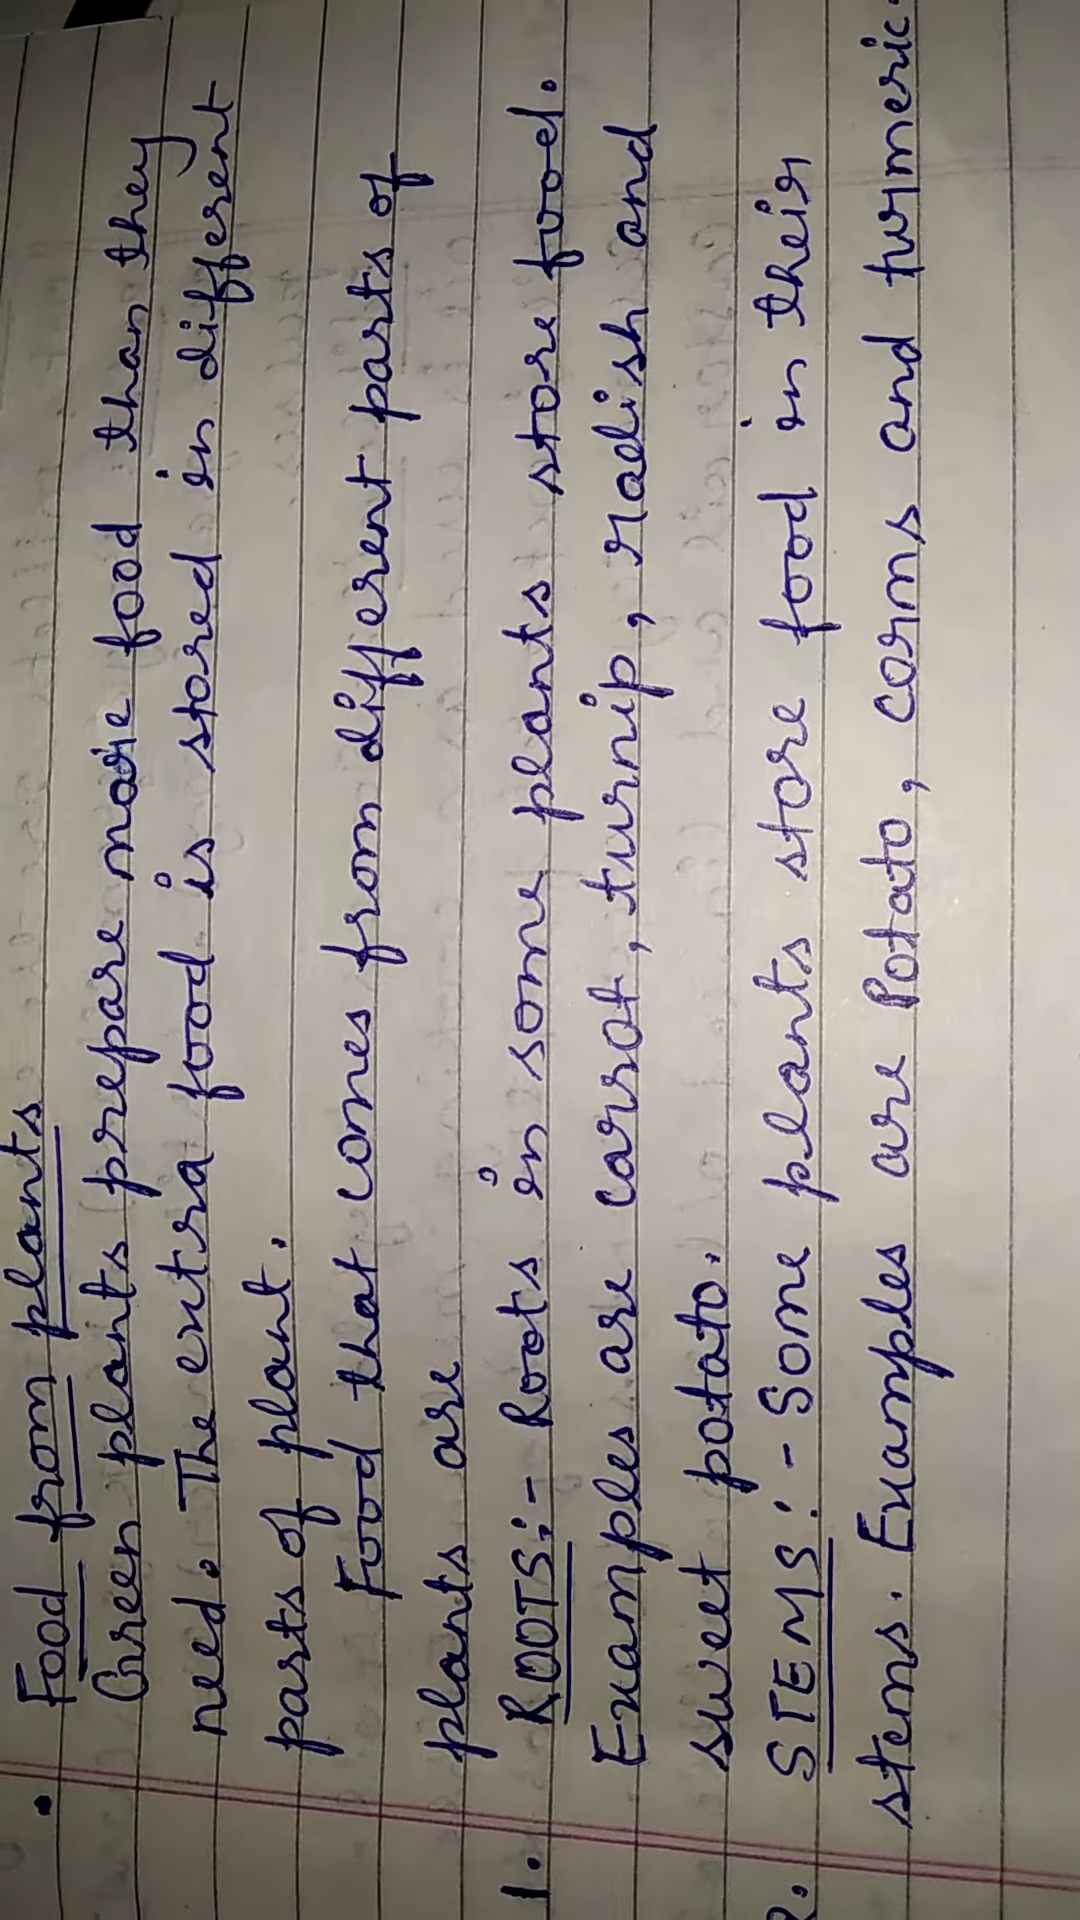 • Food from plants
Green plants prepare more food than they
need. The extra food is stored in different
parts of plant.
Food that comes from different parts of
plants are
1. ROOTS:- Roots in some plants store food.
Examples are carrot, turnip, radish and
sweet potato.
2. STEMS:- Some plants store food in their
stems. Examples are Potato, corms and turmeric.